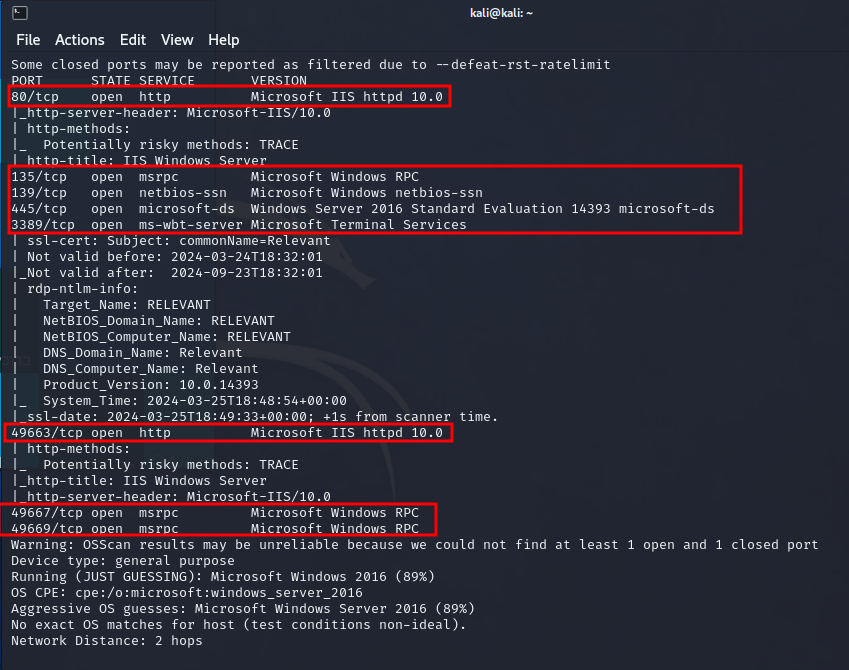 kali@kali: ~
File Actions Edit View Help
Some closed ports may be reported as filtered due to --defeat-rst-ratelimit
PORT      STATE SERVICE       VERSION
80/tcp    open  http          Microsoft IIS httpd 10.0
|_http-server-header: Microsoft-IIS/10.0
| http-methods:
|_  Potentially risky methods: TRACE
|_http-title: IIS Windows Server
135/tcp   open  msrpc         Microsoft Windows RPC
139/tcp   open  netbios-ssn   Microsoft Windows netbios-ssn
445/tcp   open  microsoft-ds  Windows Server 2016 Standard Evaluation 14393 microsoft-ds
3389/tcp  open  ms-wbt-server Microsoft Terminal Services
| ssl-cert: Subject: commonName=Relevant
| Not valid before: 2024-03-24T18:32:01
|_Not valid after:  2024-09-23T18:32:01
| rdp-ntlm-info:
|   Target_Name: RELEVANT
|   NetBIOS_Domain_Name: RELEVANT
|   NetBIOS_Computer_Name: RELEVANT
|   DNS_Domain_Name: Relevant
|   DNS_Computer_Name: Relevant
|   Product_Version: 10.0.14393
|_  System_Time: 2024-03-25T18:48:54+00:00
|_ssl-date: 2024-03-25T18:49:33+00:00; +1s from scanner time.
49663/tcp open  http          Microsoft IIS httpd 10.0
| http-methods:
|_  Potentially risky methods: TRACE
|_http-title: IIS Windows Server
|_http-server-header: Microsoft-IIS/10.0
49667/tcp open  msrpc         Microsoft Windows RPC
49669/tcp open  msrpc         Microsoft Windows RPC
Warning: OSScan results may be unreliable because we could not find at least 1 open and 1 closed port
Device type: general purpose
Running (JUST GUESSING): Microsoft Windows 2016 (89%)
OS CPE: cpe:/o:microsoft:windows_server_2016
Aggressive OS guesses: Microsoft Windows Server 2016 (89%)
No exact OS matches for host (test conditions non-ideal).
Network Distance: 2 hops